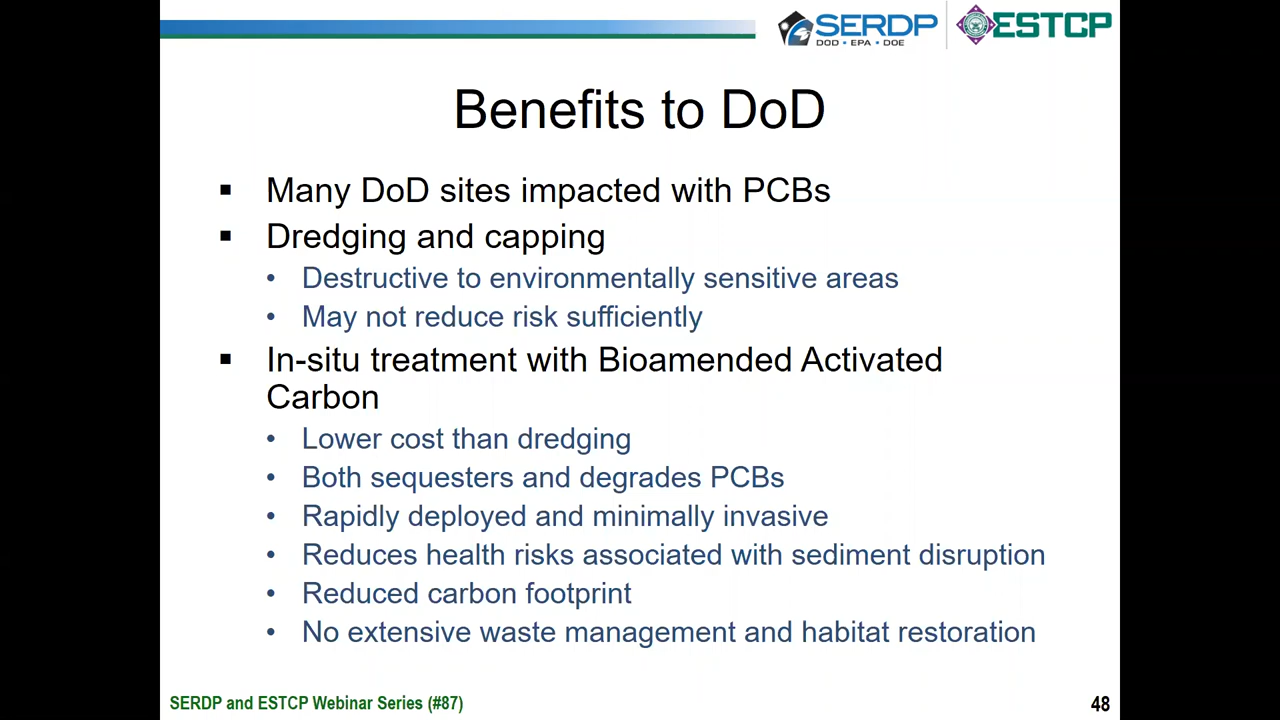 SERDP
DOD • EPA • DOE
ESTCP
Benefits to DoD
▪ Many DoD sites impacted with PCBs
▪ Dredging and capping
• Destructive to environmentally sensitive areas
• May not reduce risk sufficiently
▪ In-situ treatment with Bioamended Activated
Carbon
• Lower cost than dredging
• Both sequesters and degrades PCBs
• Rapidly deployed and minimally invasive
• Reduces health risks associated with sediment disruption
• Reduced carbon footprint
• No extensive waste management and habitat restoration
SERDP and ESTCP Webinar Series (#87)
48